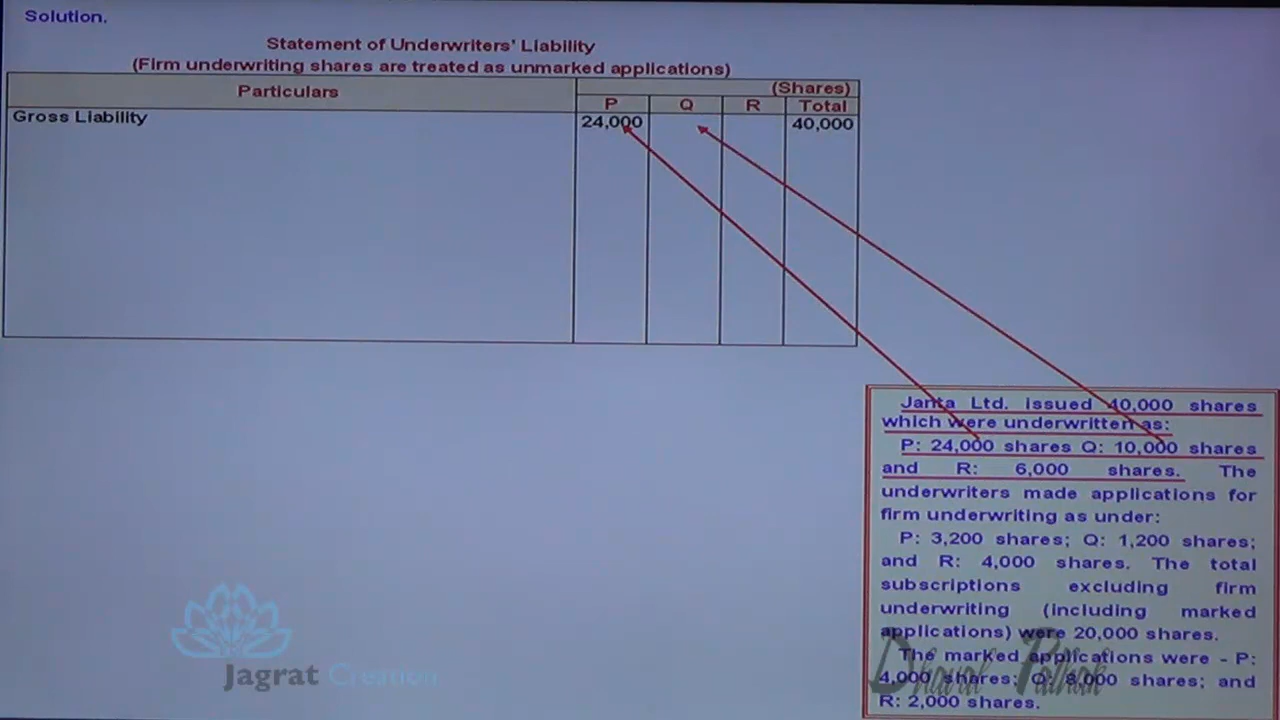 Solution.
Statement of Underwriters' Liability
(Firm underwriting shares are treated as unmarked applications)
Particulars (Shares)
P Q R Total
Gross Liability 24,000 40,000
Janta Ltd. issued 40,000 shares
which were underwritten as:
P: 24,000 shares Q: 10,000 shares
and R: 6,000 shares. The
underwriters made applications for
firm underwriting as under:
P: 3,200 shares; Q: 1,200 shares;
and R: 4,000 shares. The total
subscriptions excluding firm
underwriting (including marked
applications) were 20,000 shares.
The marked applications were - P:
4,000 shares; Q: 8,000 shares; and
R: 2,000 shares.
Jagrat Creation
Dhaval Pathak